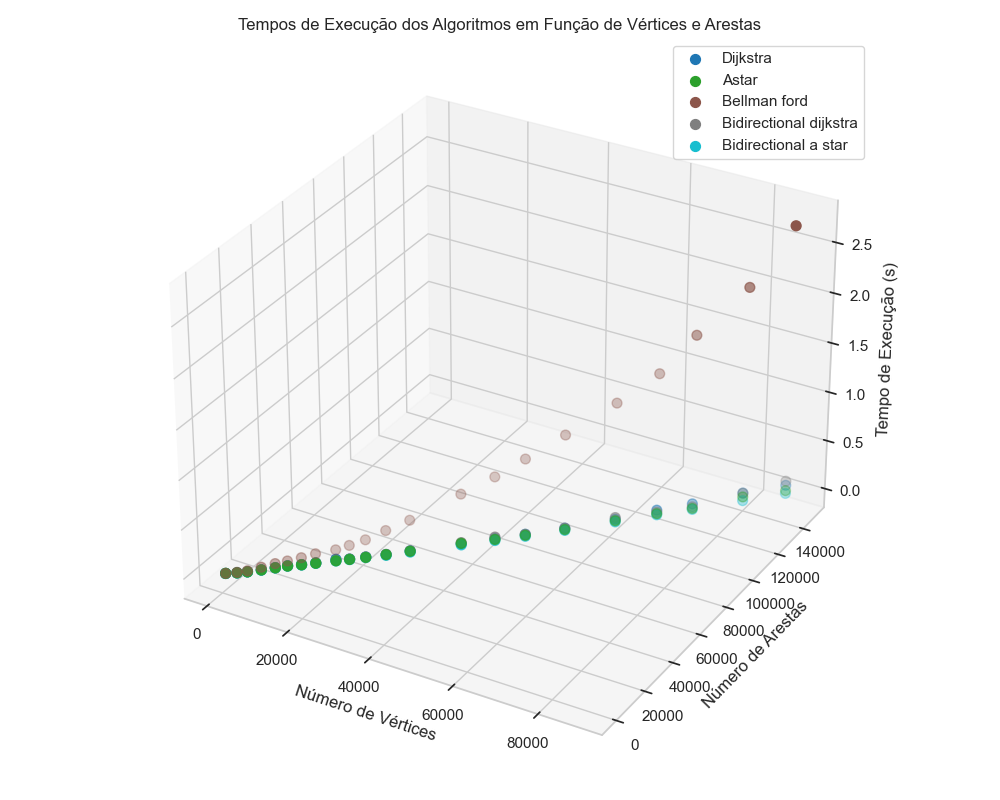 Tempos de Execução dos Algoritmos em Função de Vértices e Arestas
Dijkstra
Astar
Bellman ford
Bidirectional dijkstra
Bidirectional a star
2.5
2.0
1.5
1.0
0.5
0.0
Tempo de Execução (s)
140000
120000
100000
80000
60000
40000
20000
0
Número de Arestas
0
20000
40000
60000
80000
Número de Vértices